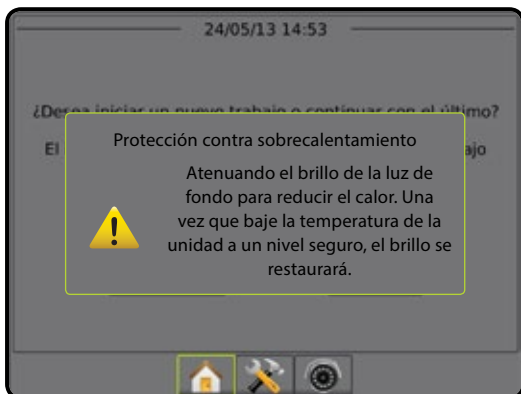 24/05/13 14:53
¿Desea iniciar un nuevo trabajo o continuar con el último?
El
ajo
Protección contra sobrecalentamiento
Atenuando el brillo de la luz de
fondo para reducir el calor. Una
vez que baje la temperatura de la
unidad a un nivel seguro, el brillo se
restaurará.